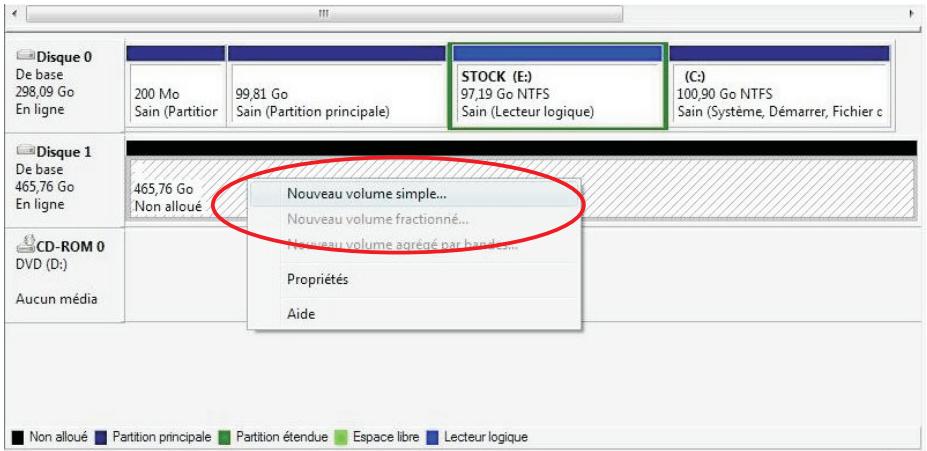 Disque 0
De base
298,09 Go
En ligne
200 Mo
Sain (Partition
99,81 Go
Sain (Partition principale)
STOCK (E:)
97,19 Go NTFS
Sain (Lecteur logique)
(C:)
100,90 Go NTFS
Sain (Système, Démarrer, Fichier c
Disque 1
De base
465,76 Go
En ligne
465,76 Go
Non alloué
Nouveau volume simple...
Nouveau volume fractionné...
Nouveau volume agrégé par bandes...
Propriétés
Aide
CD-ROM 0
DVD (D:)
Aucun média
Non alloué Partition principale Partition étendue Espace libre Lecteur logique